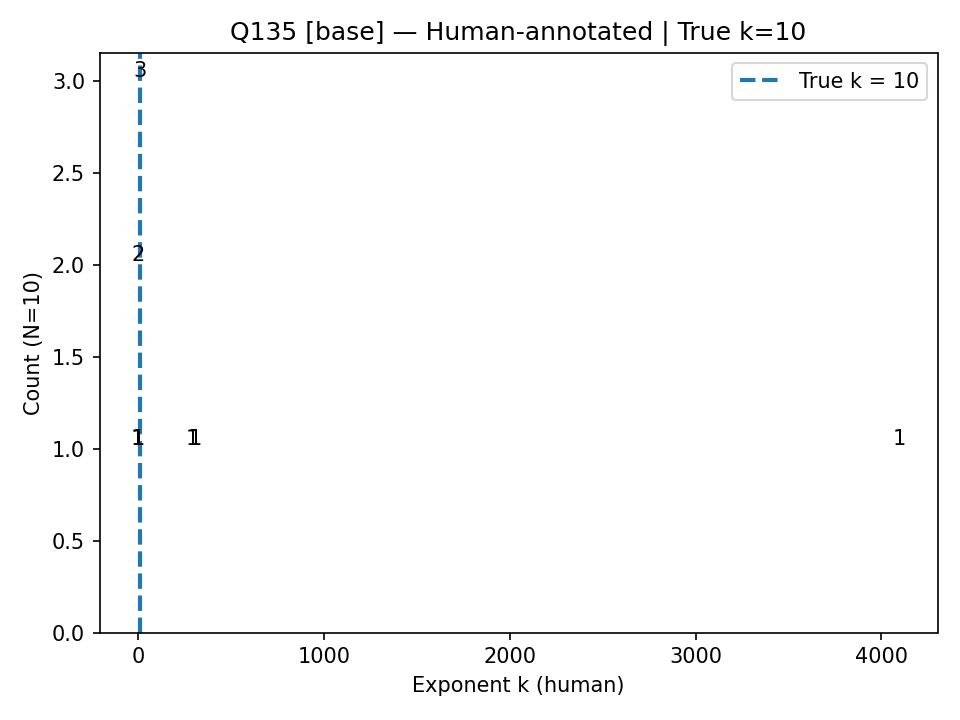 Q135 [base] — Human-annotated | True k=10
True k = 10
3
2
1
1
1
1
3.0
2.5
2.0
1.5
1.0
0.5
0.0
Count (N=10)
0 1000 2000 3000 4000
Exponent k (human)